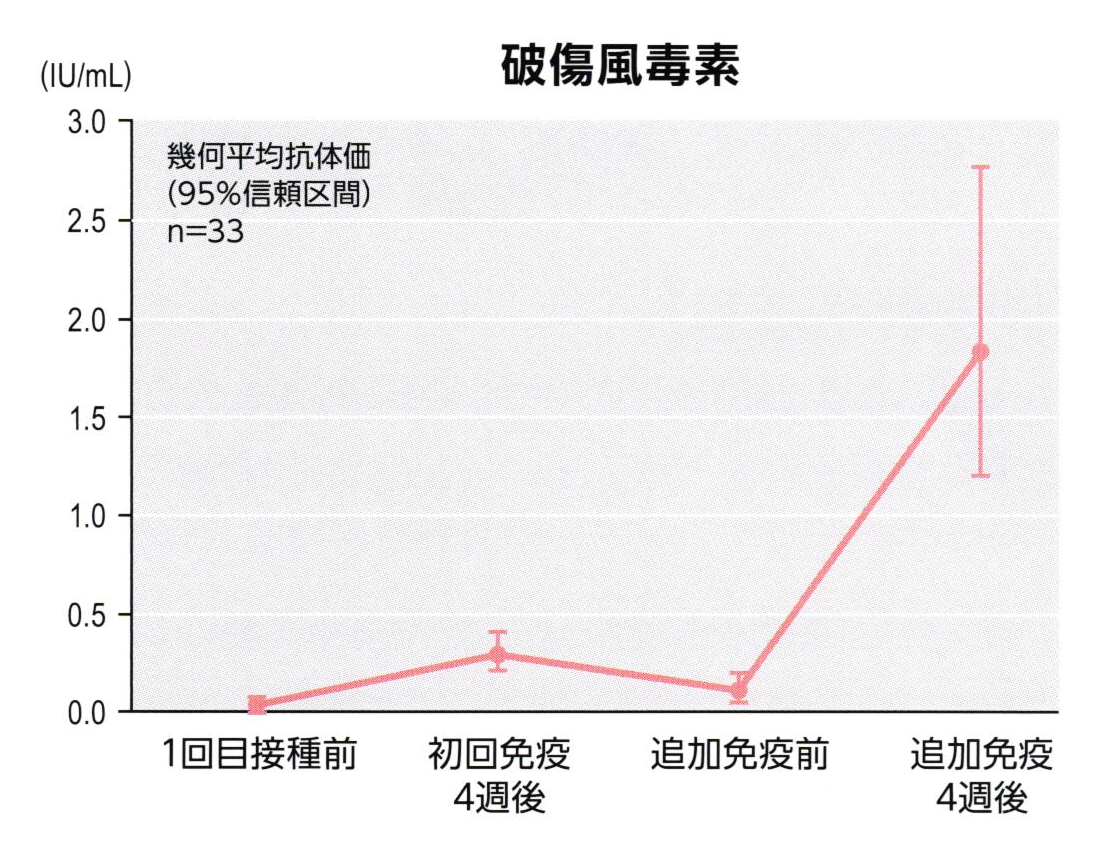 破傷風毒素
(IU/mL)
3.0
2.5
2.0
1.5
1.0
0.5
0.0
幾何平均抗体価
(95%信頼区間)
n=33
1回目接種前
初回免疫
4週後
追加免疫前
追加免疫
4週後